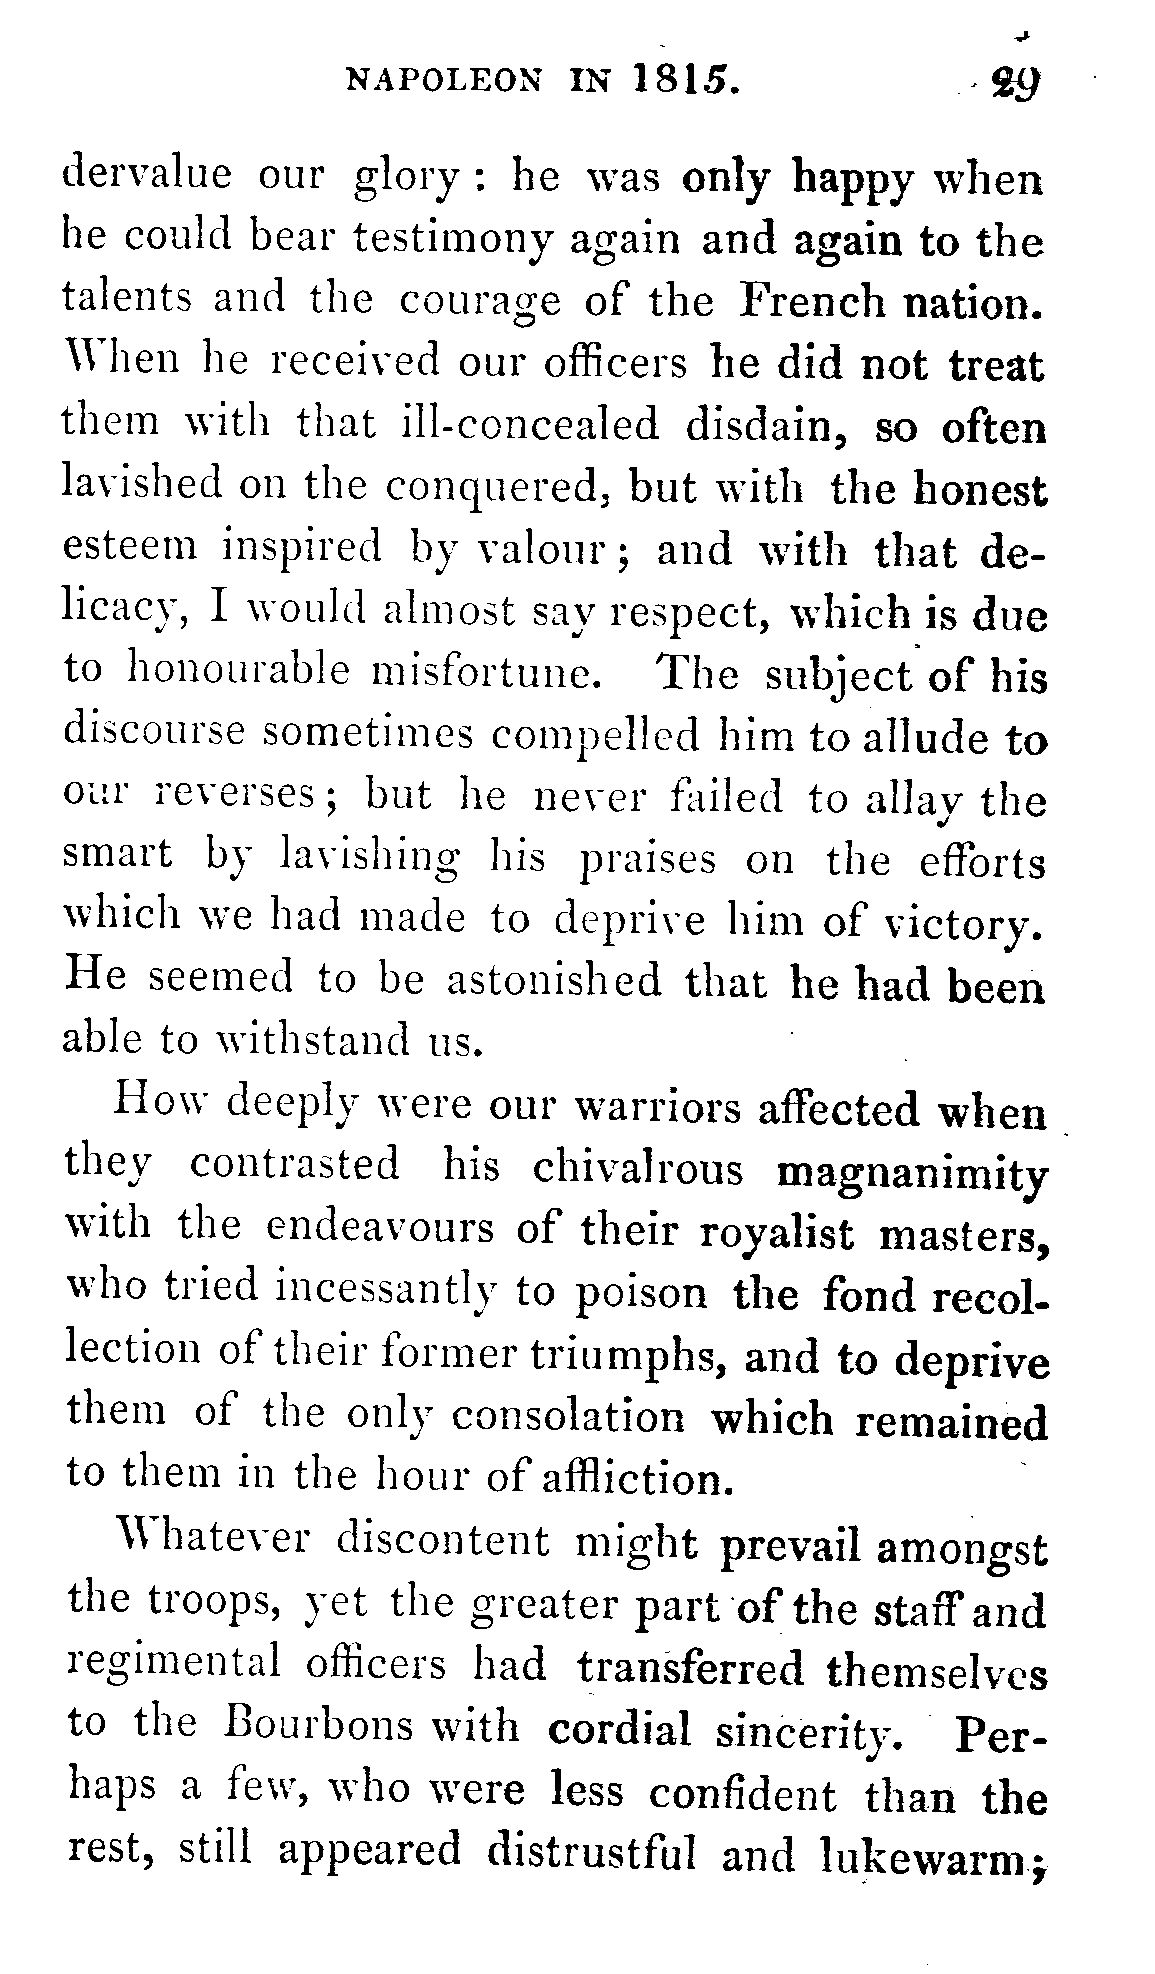 NAPOLEON IN 1815. 29
dervalue our glory : he was only happy when
he could bear testimony again and again to the
talents and the courage of the French nation.
When he received our officers he did not treat
them with that ill-concealed disdain, so often
lavished on the conquered, but with the honest
esteem inspired by valour ; and with that de-
licacy, I would almost say respect, which is due
to honourable misfortune. The subject of his
discourse sometimes compelled him to allude to
our reverses ; but he never failed to allay the
smart by lavishing his praises on the efforts
which we had made to deprive him of victory.
He seemed to be astonished that he had been
able to withstand us.
How deeply were our warriors affected when
they contrasted his chivalrous magnanimity
with the endeavours of their royalist masters,
who tried incessantly to poison the fond recol-
lection of their former triumphs, and to deprive
them of the only consolation which remained
to them in the hour of affliction.
Whatever discontent might prevail amongst
the troops, yet the greater part of the staff and
regimental officers had transferred themselves
to the Bourbons with cordial sincerity. Per-
haps a few, who were less confident than the
rest, still appeared distrustful and lukewarm;